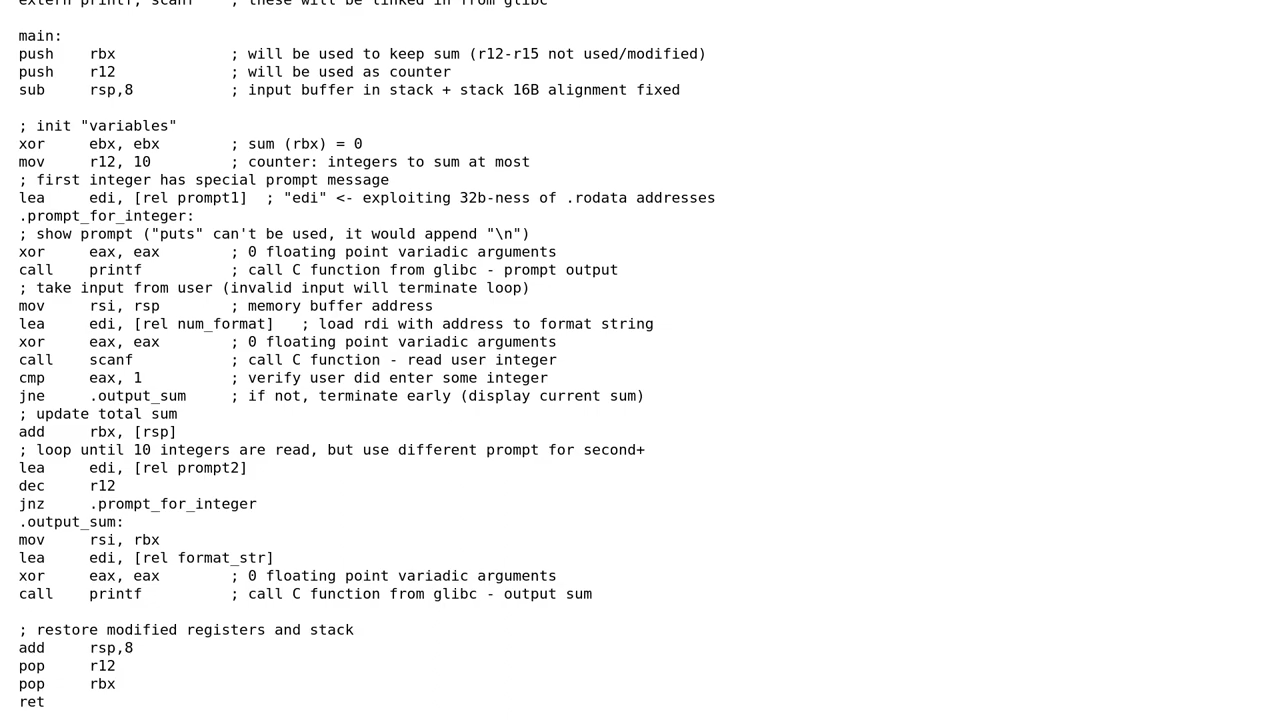 extern printf, scanf    ; these will be linked in from glibc
main:
push    rbx             ; will be used to keep sum (r12-r15 not used/modified)
push    r12             ; will be used as counter
sub     rsp,8           ; input buffer in stack + stack 16B alignment fixed
; init "variables"
xor     ebx, ebx        ; sum (rbx) = 0
mov     r12, 10         ; counter: integers to sum at most
; first integer has special prompt message
lea     edi, [rel prompt1]  ; "edi" <- exploiting 32b-ness of .rodata addresses
.prompt_for_integer:
; show prompt ("puts" can't be used, it would append "\n")
xor     eax, eax        ; 0 floating point variadic arguments
call    printf          ; call C function from glibc - prompt output
; take input from user (invalid input will terminate loop)
mov     rsi, rsp        ; memory buffer address
lea     edi, [rel num_format]   ; load rdi with address to format string
xor     eax, eax        ; 0 floating point variadic arguments
call    scanf           ; call C function - read user integer
cmp     eax, 1          ; verify user did enter some integer
jne     .output_sum     ; if not, terminate early (display current sum)
; update total sum
add     rbx, [rsp]
; loop until 10 integers are read, but use different prompt for second+
lea     edi, [rel prompt2]
dec     r12
jnz     .prompt_for_integer
.output_sum:
mov     rsi, rbx
lea     edi, [rel format_str]
xor     eax, eax        ; 0 floating point variadic arguments
call    printf          ; call C function from glibc - output sum
; restore modified registers and stack
add     rsp,8
pop     r12
pop     rbx
ret